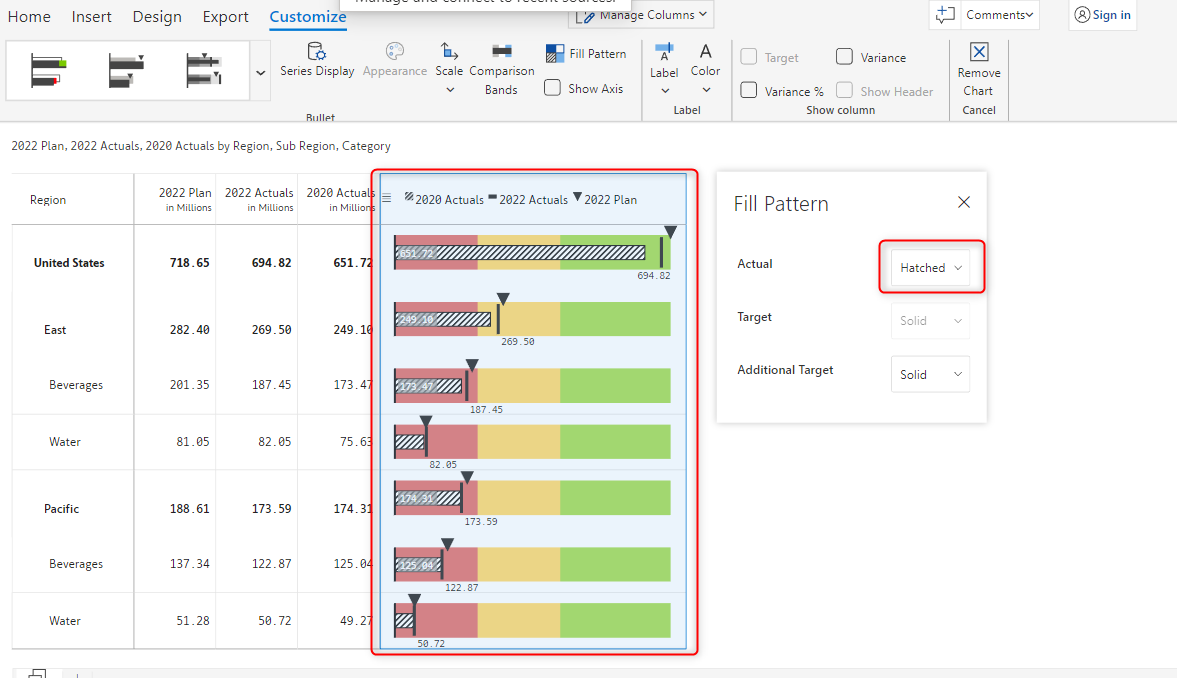 Manage and connect to recent sources.
Home Insert Design Export Customize
Manage Columns
Comments
Sign in
Series Display
Appearance
Scale
Comparison
Bands
Fill Pattern
Show Axis
Bullet
Label
Color
Label
Target
Variance
Variance %
Show Header
Show column
Remove
Chart
Cancel
2022 Plan, 2022 Actuals, 2020 Actuals by Region, Sub Region, Category
Region
2022 Plan
in Millions
2022 Actuals
in Millions
2020 Actuals
in Millions
2020 Actuals 2022 Actuals 2022 Plan
United States 718.65 694.82 651.72
651.72
694.82
East 282.40 269.50 249.10
249.10
269.50
Beverages 201.35 187.45 173.47
173.47
187.45
Water 81.05 82.05 75.63
82.05
Pacific 188.61 173.59 174.31
174.31
173.59
Beverages 137.34 122.87 125.04
125.04
122.87
Water 51.28 50.72 49.27
50.72
Fill Pattern
Actual Hatched
Target Solid
Additional Target Solid